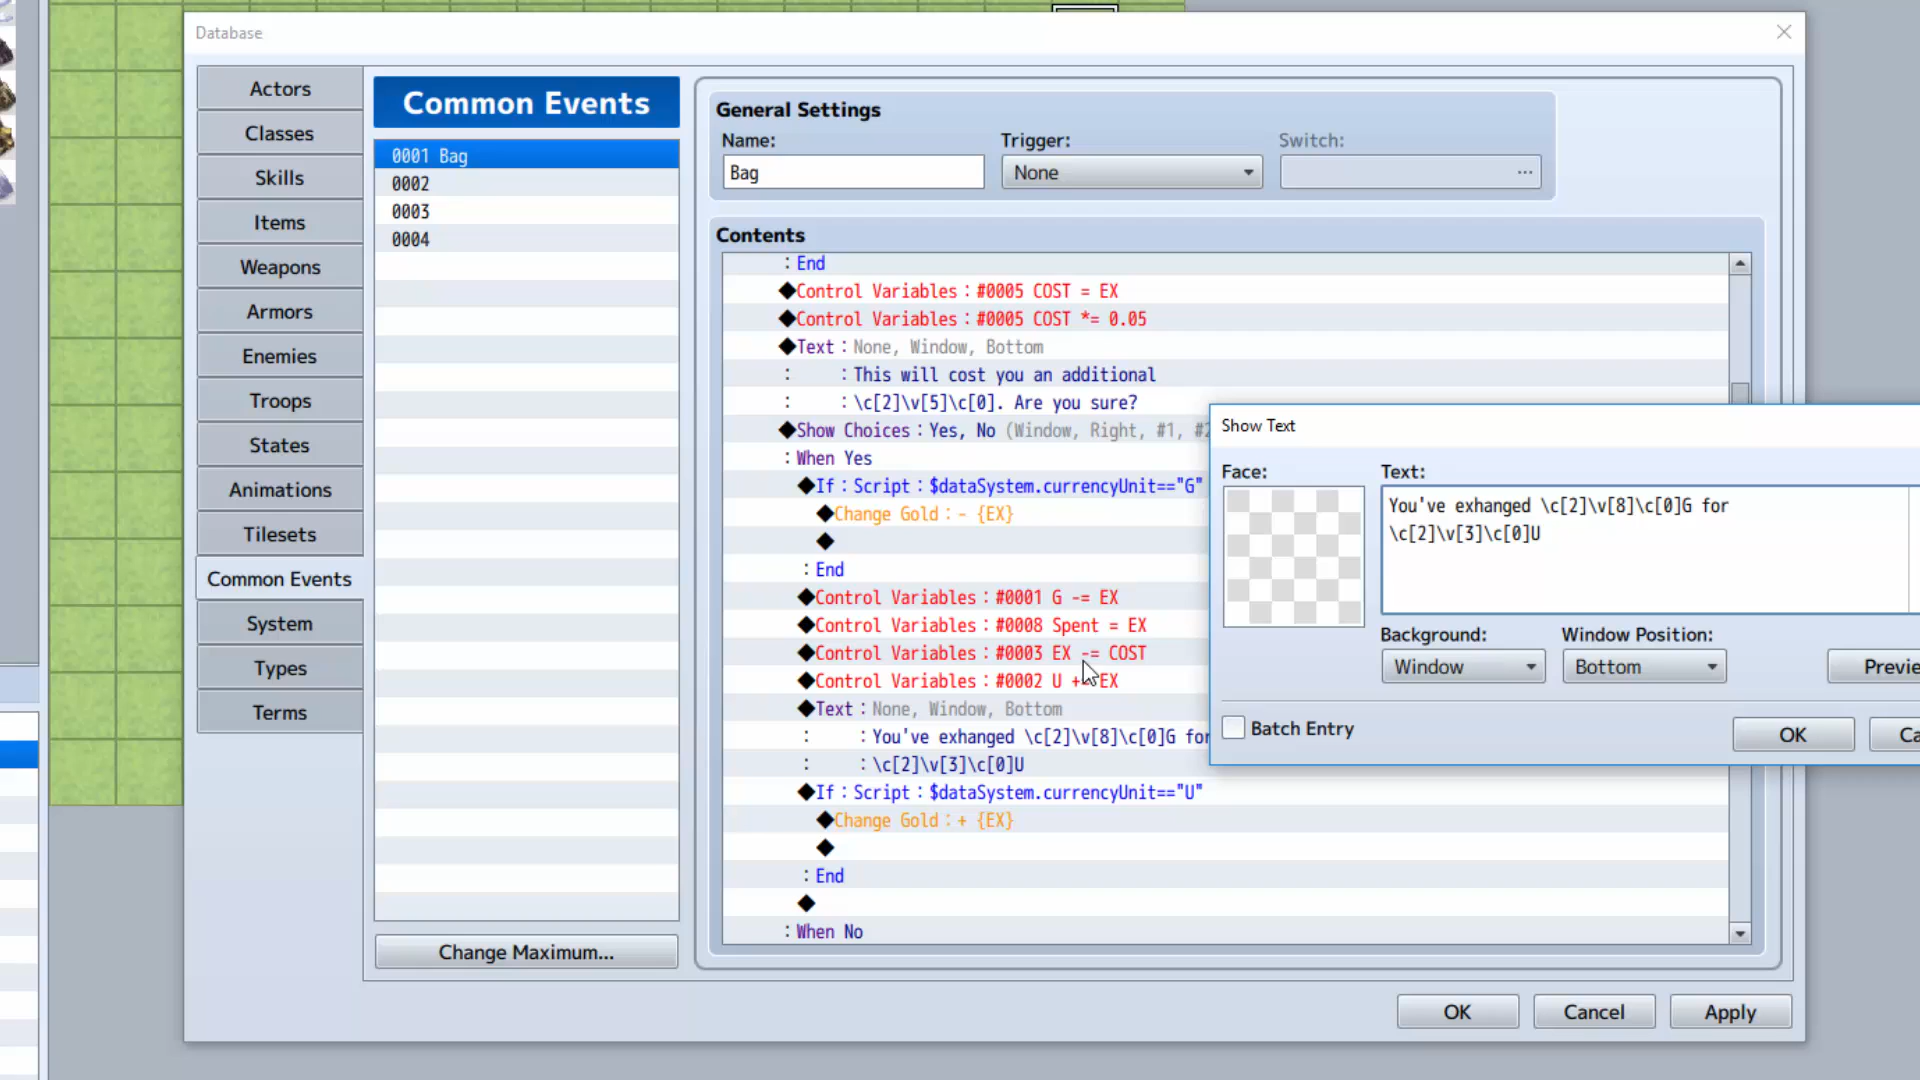 Database
Actors
Classes
Skills
Items
Weapons
Armors
Enemies
Troops
States
Animations
Tilesets
Common Events
System
Types
Terms
Common Events
0001 Bag
0002
0003
0004
Change Maximum...
General Settings
Name:
Trigger:
Switch:
Bag
None
...
Contents
: End
◆Control Variables : #0005 COST = EX
◆Control Variables : #0005 COST *= 0.05
◆Text : None, Window, Bottom
: : This will cost you an additional
: : \c[2]\v[5]\c[0]. Are you sure?
◆Show Choices : Yes, No (Window, Right, #1, #2
: When Yes
◆If : Script : $dataSystem.currencyUnit=="G"
◆Change Gold : - {EX}
◆
: End
◆Control Variables : #0001 G -= EX
◆Control Variables : #0008 Spent = EX
◆Control Variables : #0003 EX -= COST
◆Control Variables : #0002 U += EX
◆Text : None, Window, Bottom
: : You've exhanged \c[2]\v[8]\c[0]G for
: : \c[2]\v[3]\c[0]U
◆If : Script : $dataSystem.currencyUnit=="U"
◆Change Gold : + {EX}
◆
: End
◆
: When No
Show Text
Face:
Text:
You've exhanged \c[2]\v[8]\c[0]G for
\c[2]\v[3]\c[0]U
Background:
Window Position:
Window
Bottom
Previe
Batch Entry
OK
Ca
OK
Cancel
Apply